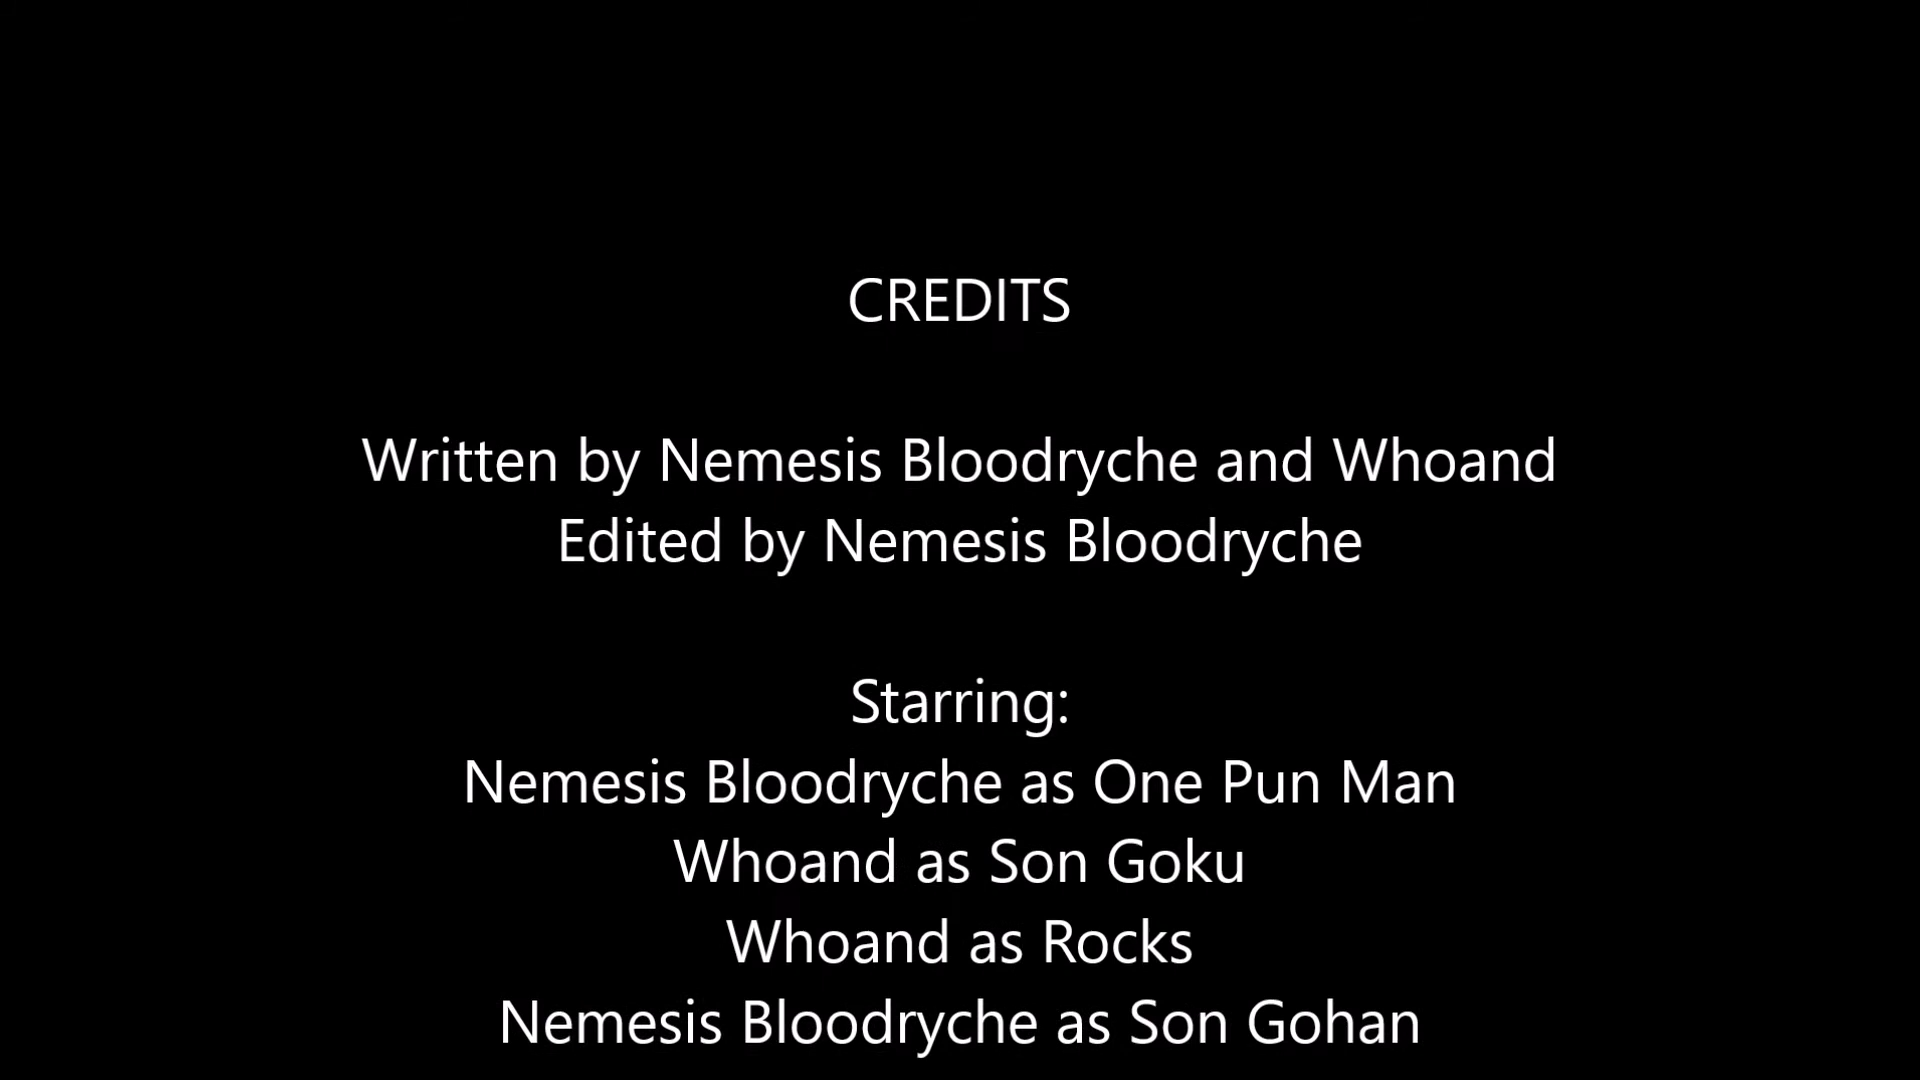 CREDITS
Written by Nemesis Bloodryche and Whoand
Edited by Nemesis Bloodryche
Starring:
Nemesis Bloodryche as One Pun Man
Whoand as Son Goku
Whoand as Rocks
Nemesis Bloodryche as Son Gohan